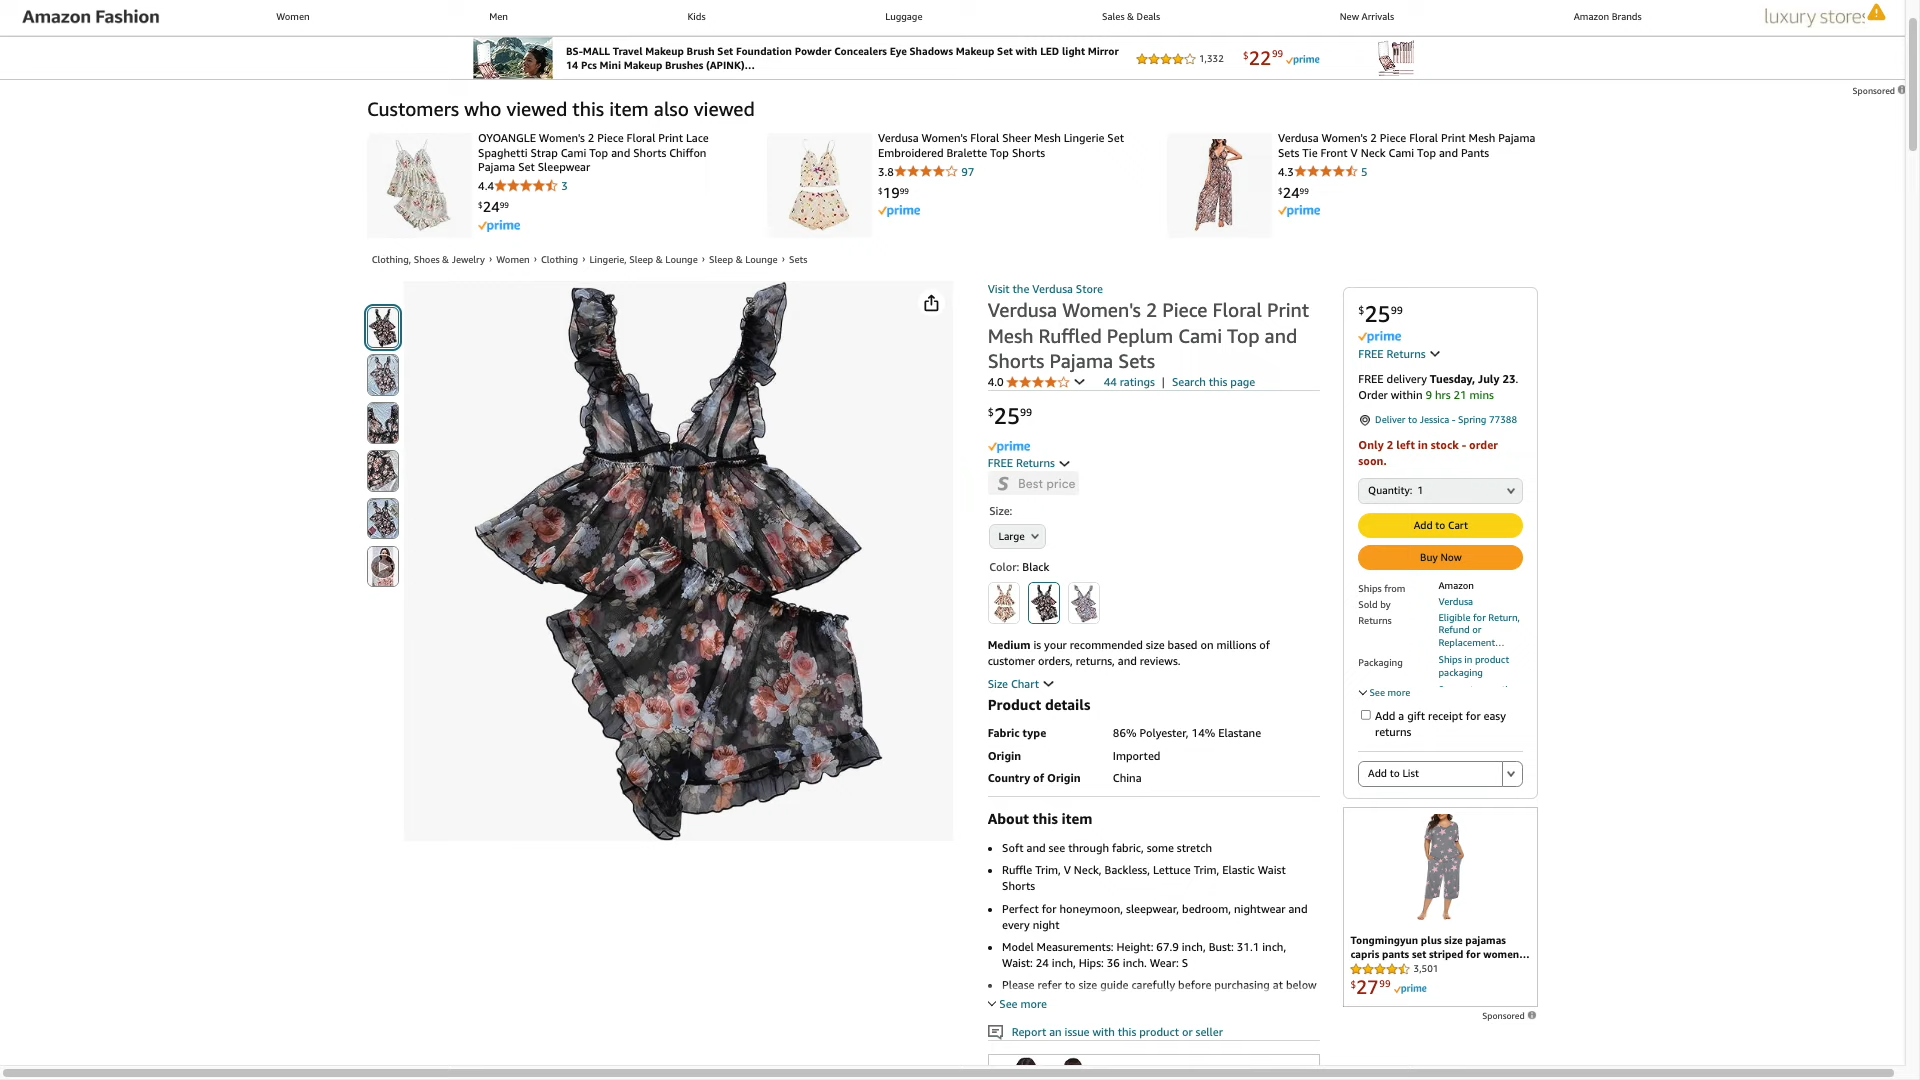 Amazon Fashion
Women
Men
Kids
Luggage
Sales & Deals
New Arrivals
Amazon Brands
luxury stores
BS-MALL Travel Makeup Brush Set Foundation Powder Concealers Eye Shadows Makeup Set with LED light Mirror
14 Pcs Mini Makeup Brushes (APINK)...
1,332
$22.99 prime
Sponsored
Customers who viewed this item also viewed
OYOANGLE Women's 2 Piece Floral Print Lace
Spaghetti Strap Cami Top and Shorts Chiffon
Pajama Set Sleepwear
4.4 3
$24.99
prime
Verdusa Women's Floral Sheer Mesh Lingerie Set
Embroidered Bralette Top Shorts
3.8 97
$19.99
prime
Verdusa Women's 2 Piece Floral Print Mesh Pajama
Sets Tie Front V Neck Cami Top and Pants
4.3 5
$24.99
prime
Clothing, Shoes & Jewelry › Women › Clothing › Lingerie, Sleep & Lounge › Sleep & Lounge › Sets
Visit the Verdusa Store
Verdusa Women's 2 Piece Floral Print
Mesh Ruffled Peplum Cami Top and
Shorts Pajama Sets
4.0 44 ratings | Search this page
$25.99
prime
FREE Returns
S Best price
Size:
Large
Color: Black
Medium is your recommended size based on millions of
customer orders, returns, and reviews.
Size Chart
Product details
Fabric type 86% Polyester, 14% Elastane
Origin Imported
Country of Origin China
About this item
• Soft and see through fabric, some stretch
• Ruffle Trim, V Neck, Backless, Lettuce Trim, Elastic Waist
Shorts
• Perfect for honeymoon, sleepwear, bedroom, nightwear and
every night
• Model Measurements: Height: 67.9 inch, Bust: 31.1 inch,
Waist: 24 inch, Hips: 36 inch. Wear: S
• Please refer to size guide carefully before purchasing at below
See more
Report an issue with this product or seller
$25.99
prime
FREE Returns
FREE delivery Tuesday, July 23.
Order within 9 hrs 21 mins
Deliver to Jessica - Spring 77388
Only 2 left in stock - order
soon.
Quantity: 1
Add to Cart
Buy Now
Ships from Amazon
Sold by Verdusa
Returns Eligible for Return,
Refund or
Replacement...
Packaging Ships in product
packaging
See more
Add a gift receipt for easy
returns
Add to List
Tongmingyun plus size pajamas
capris pants set striped for women...
3,501
$27.99 prime
Sponsored